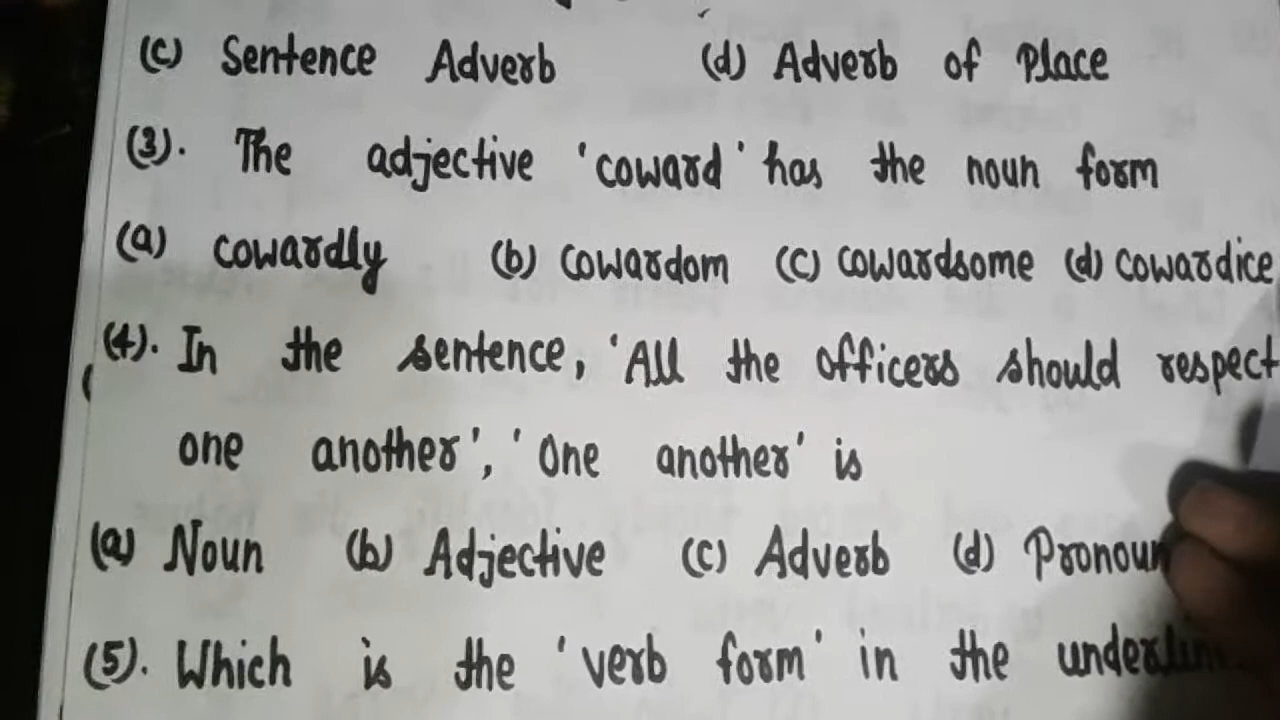 (c) Sentence Adverb (d) Adverb of Place
(3). The adjective 'coward' has the noun form
(a) cowardly (b) cowardom (c) cowardsome (d) cowardice
(4). In the sentence, 'All the officers should respect
one another', 'One another' is
(a) Noun (b) Adjective (c) Adverb (d) Pronoun
(5). Which is the 'verb form' in the